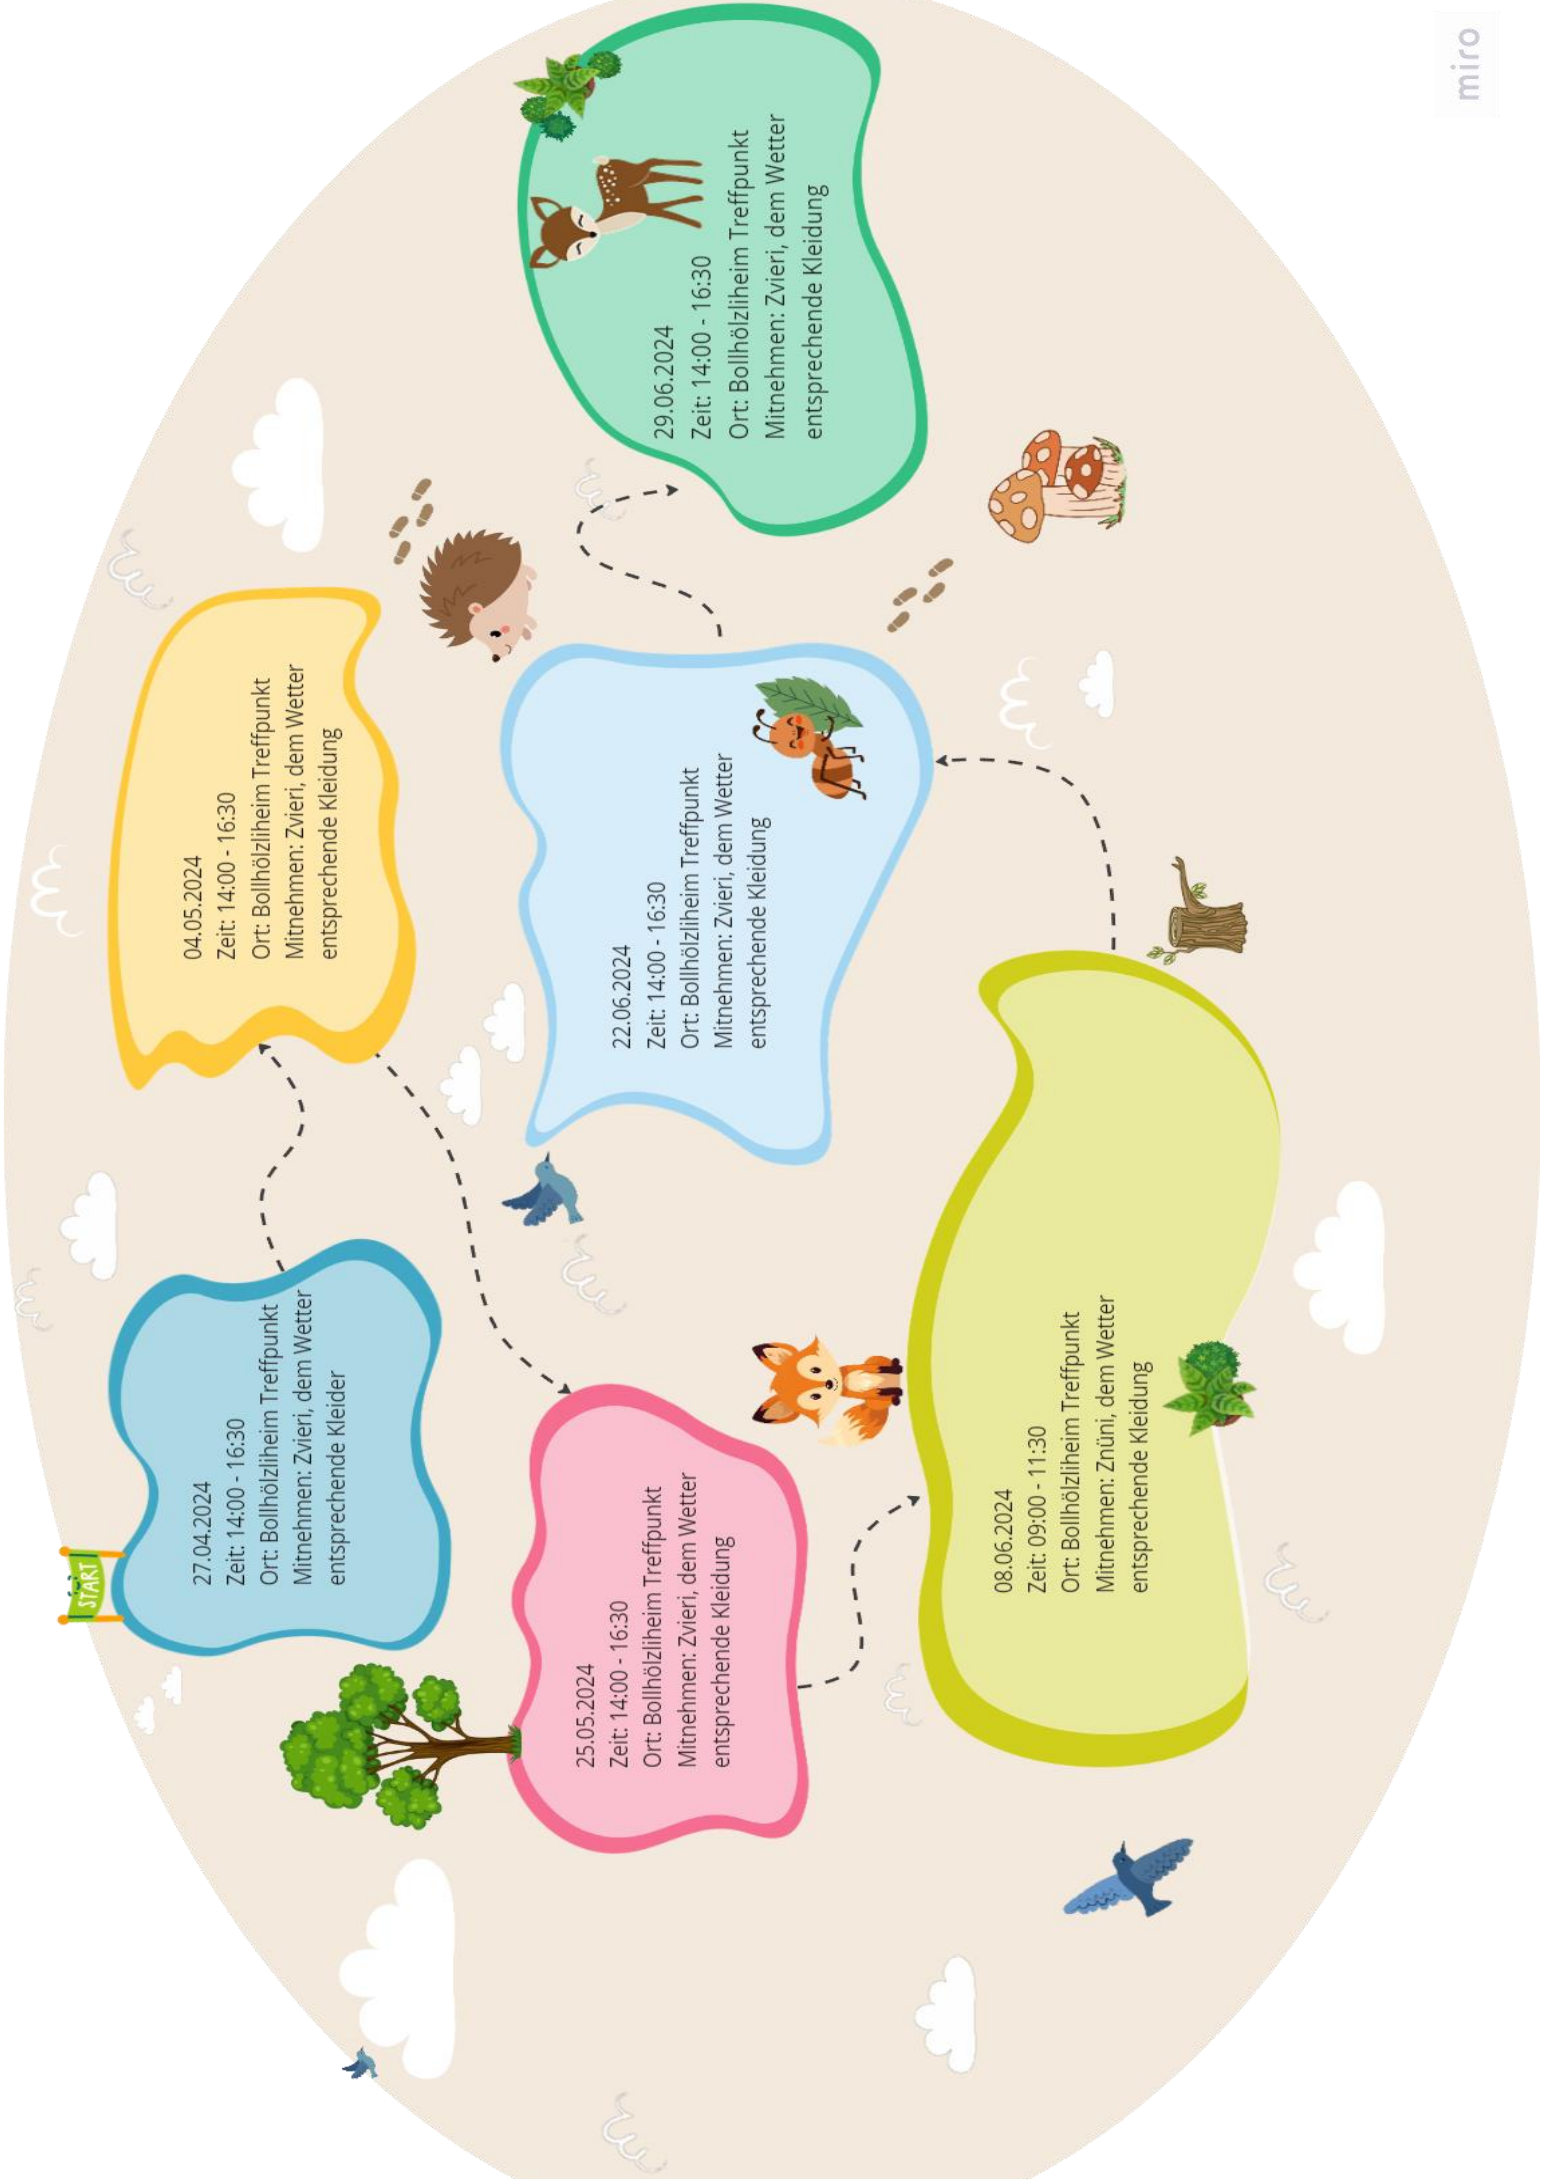 START
27.04.2024
Zeit: 14:00 - 16:30
Ort: Bollhölzliheim Treffpunkt
Mitnehmen: Zvieri, dem Wetter
entsprechende Kleider
04.05.2024
Zeit: 14:00 - 16:30
Ort: Bollhölzliheim Treffpunkt
Mitnehmen: Zvieri, dem Wetter
entsprechende Kleidung
25.05.2024
Zeit: 14:00 - 16:30
Ort: Bollhölzliheim Treffpunkt
Mitnehmen: Zvieri, dem Wetter
entsprechende Kleidung
08.06.2024
Zeit: 09:00 - 11:30
Ort: Bollhölzliheim Treffpunkt
Mitnehmen: Znüni, dem Wetter
entsprechende Kleidung
22.06.2024
Zeit: 14:00 - 16:30
Ort: Bollhölzliheim Treffpunkt
Mitnehmen: Zvieri, dem Wetter
entsprechende Kleidung
29.06.2024
Zeit: 14:00 - 16:30
Ort: Bollhölzliheim Treffpunkt
Mitnehmen: Zvieri, dem Wetter
entsprechende Kleidung
miro